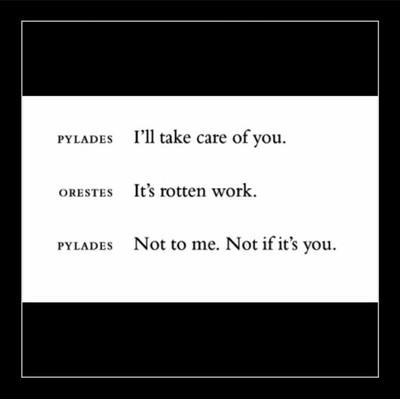 PYLADES I'll take care of you.
ORESTES It's rotten work.
PYLADES Not to me. Not if it's you.